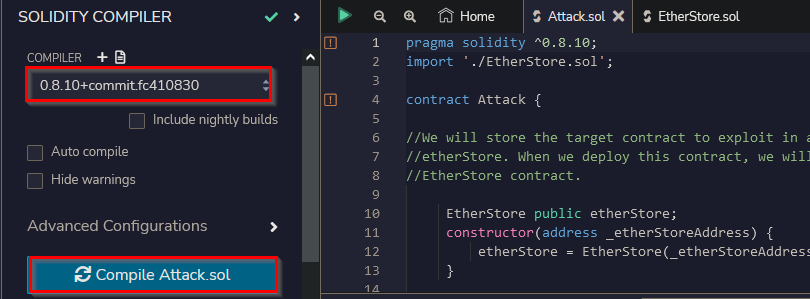 SOLIDITY COMPILER
COMPILER
0.8.10+commit.fc410830
Include nightly builds
Auto compile
Hide warnings
Advanced Configurations
Compile Attack.sol
Home
Attack.sol
EtherStore.sol
1 pragma solidity ^0.8.10;
2 import './EtherStore.sol';
3
4 contract Attack {
5
6 //We will store the target contract to exploit in a
7 //etherStore. When we deploy this contract, we wil
8 //EtherStore contract.
9
10 EtherStore public etherStore;
11 constructor(address _etherStoreAddress) {
12 etherStore = EtherStore(_etherStoreAddress
13 }
14